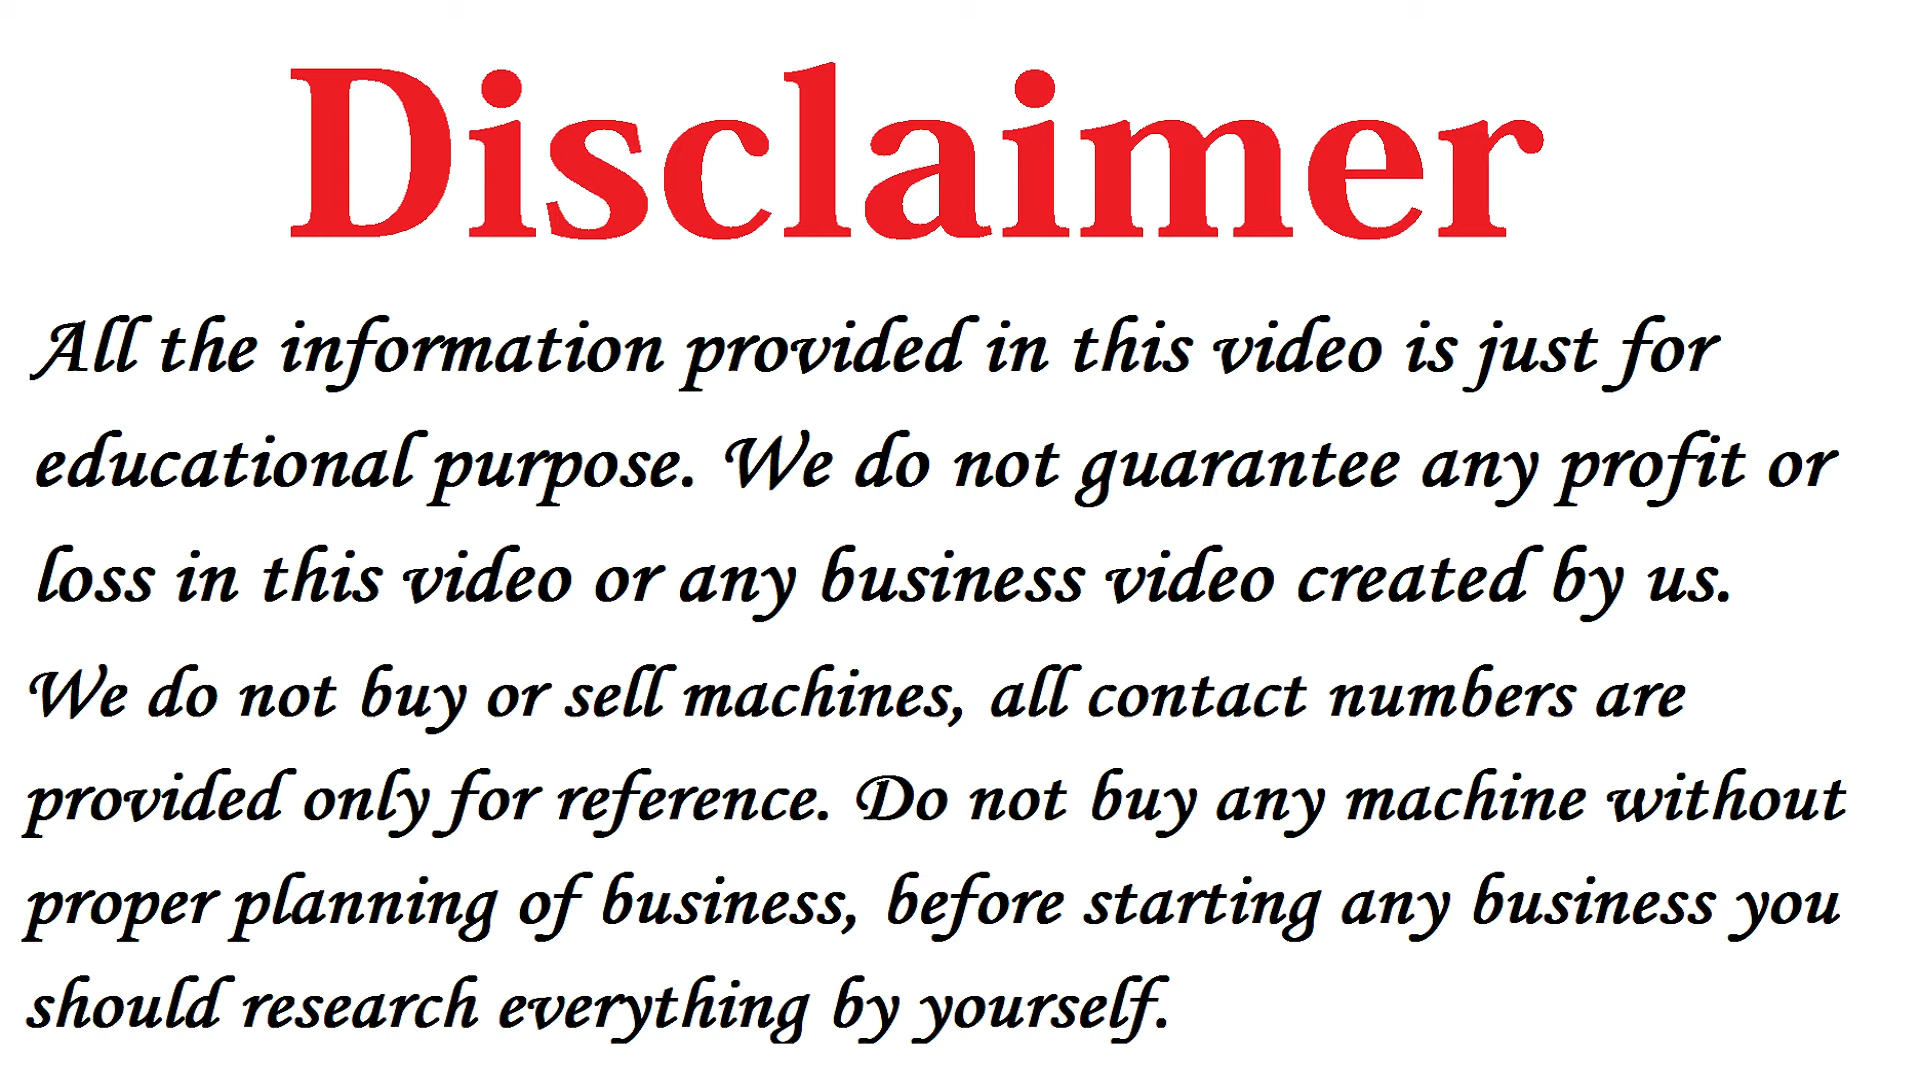 Disclaimer
All the information provided in this video is just for
educational purpose. We do not guarantee any profit or
loss in this video or any business video created by us.
We do not buy or sell machines, all contact numbers are
provided only for reference. Do not buy any machine without
proper planning of business, before starting any business you
should research everything by yourself.